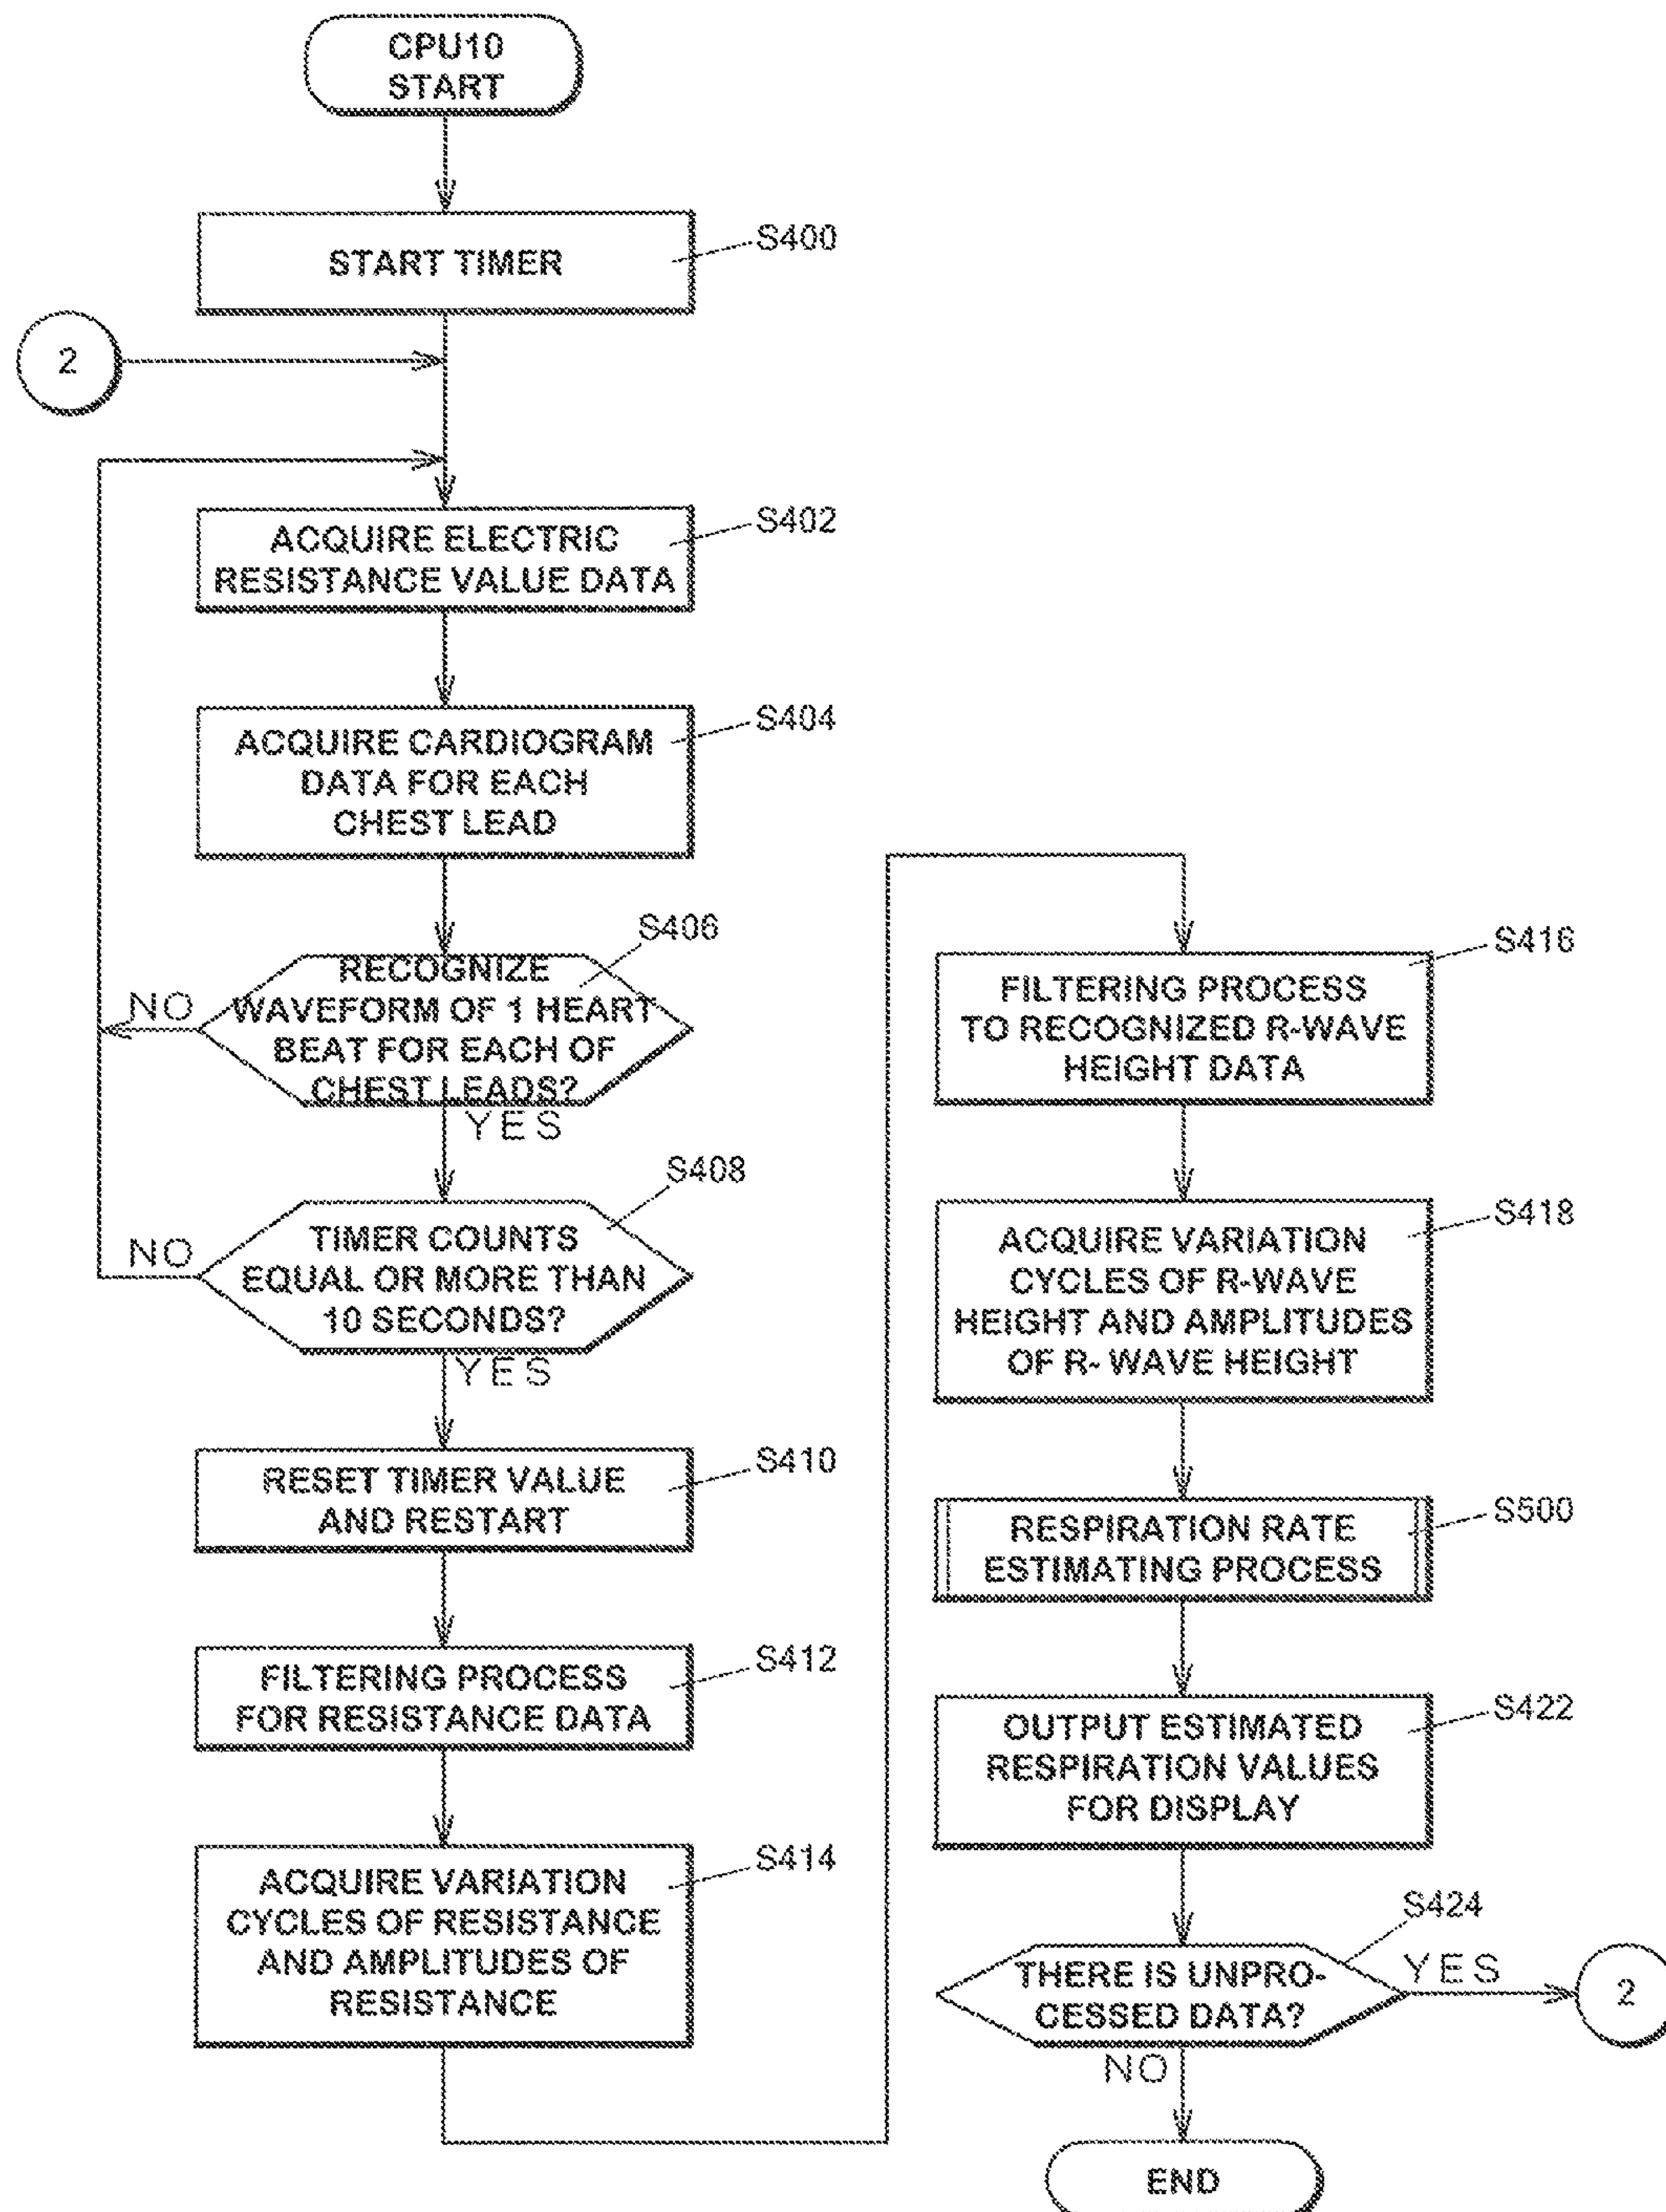 CPU10
START
START TIMER
S400
2
ACQUIRE ELECTRIC
RESISTANCE VALUE DATA
S402
ACQUIRE CARDIOGRAM
DATA FOR EACH
CHEST LEAD
S404
RECOGNIZE
WAVEFORM OF 1 HEART
BEAT FOR EACH OF
CHEST LEADS?
S406
NO
YES
TIMER COUNTS
EQUAL OR MORE THAN
10 SECONDS?
S408
NO
YES
RESET TIMER VALUE
AND RESTART
S410
FILTERING PROCESS
FOR RESISTANCE DATA
S412
ACQUIRE VARIATION
CYCLES OF RESISTANCE
AND AMPLITUDES OF
RESISTANCE
S414
FILTERING PROCESS
TO RECOGNIZED R-WAVE
HEIGHT DATA
S416
ACQUIRE VARIATION
CYCLES OF R-WAVE
HEIGHT AND AMPLITUDES
OF R- WAVE HEIGHT
S418
RESPIRATION RATE
ESTIMATING PROCESS
S500
OUTPUT ESTIMATED
RESPIRATION VALUES
FOR DISPLAY
S422
THERE IS UNPRO-
CESSED DATA?
S424
YES
2
NO
END